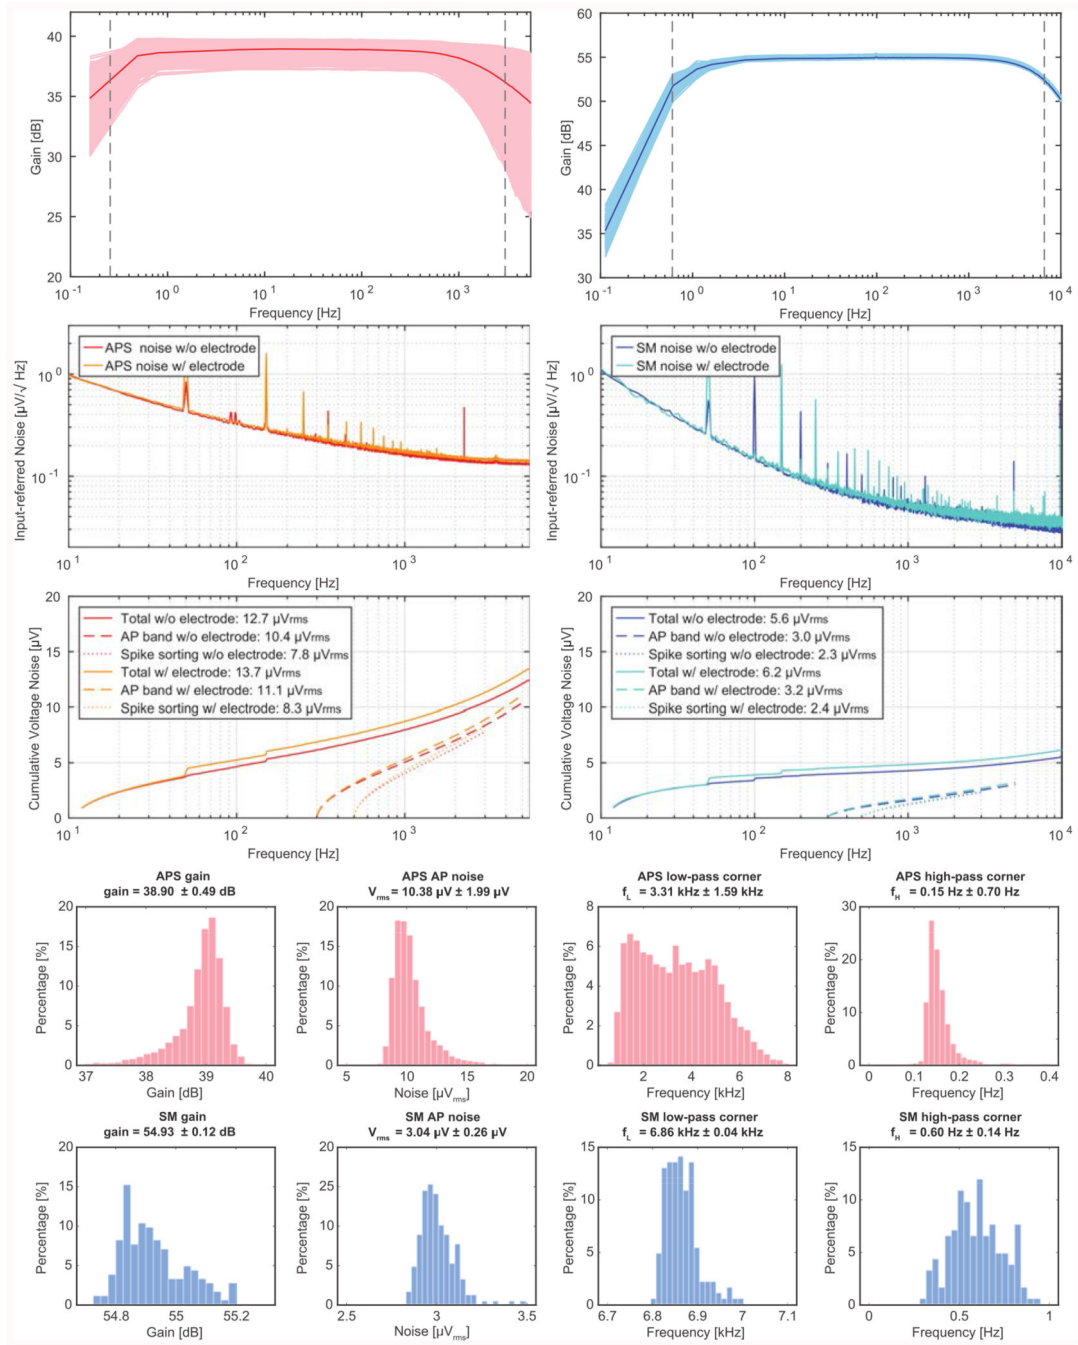 40
35
30
25
20
Gain [dB]
10^-1
10^0
10^1
10^2
10^3
Frequency [Hz]
60
55
50
45
53
40
35
30
Gain [dB]
10^-1
10^0
10^1
10^2
10^3
10^4
Frequency [Hz]
APS noise w/o electrode
APS noise w/ electrode
10^0
10^-1
Input-referred Noise [µV/√ Hz]
10^1
10^2
10^3
Frequency [Hz]
SM noise w/o electrode
SM noise w/ electrode
10^0
10^-1
Input-referred Noise [µV/√ Hz]
10^1
10^2
10^3
10^4
Frequency [Hz]
20
15
10
5
0
Cumulative Voltage Noise [µV]
Total w/o electrode: 12.7 µVrms
AP band w/o electrode: 10.4 µVrms
Spike sorting w/o electrode: 7.8 µVrms
Total w/ electrode: 13.7 µVrms
AP band w/ electrode: 11.1 µVrms
Spike sorting w/ electrode: 8.3 µVrms
10^1
10^2
10^3
Frequency [Hz]
20
15
10
5
0
Cumulative Voltage Noise [µV]
Total w/o electrode: 5.6 µVrms
AP band w/o electrode: 3.0 µVrms
Spike sorting w/o electrode: 2.3 µVrms
Total w/ electrode: 6.2 µVrms
AP band w/ electrode: 3.2 µVrms
Spike sorting w/ electrode: 2.4 µVrms
10^1
10^2
10^3
10^4
Frequency [Hz]
APS gain
gain = 38.90 ± 0.49 dB
20
15
10
5
0
Percentage [%]
37 38 39 40
Gain [dB]
APS AP noise
Vrms = 10.38 µV ± 1.99 µV
20
15
10
5
0
Percentage [%]
5 10 15 20
Noise [µVrms]
APS low-pass corner
fL = 3.31 kHz ± 1.59 kHz
8
6
4
2
0
Percentage [%]
2 4 6 8
Frequency [kHz]
APS high-pass corner
fH = 0.15 Hz ± 0.70 Hz
30
20
10
0
Percentage [%]
0 0.1 0.2 0.3 0.4
Frequency [Hz]
SM gain
gain = 54.93 ± 0.12 dB
20
15
10
5
0
Percentage [%]
54.8 55 55.2
Gain [dB]
SM AP noise
Vrms = 3.04 µV ± 0.26 µV
20
15
10
5
0
Percentage [%]
2.5 3 3.5
Noise [µVrms]
SM low-pass corner
fL = 6.86 kHz ± 0.04 kHz
15
10
5
0
Percentage [%]
6.7 6.8 6.9 7 7.1
Frequency [kHz]
SM high-pass corner
fH = 0.60 Hz ± 0.14 Hz
20
15
10
5
0
Percentage [%]
0 0.5 1
Frequency [Hz]